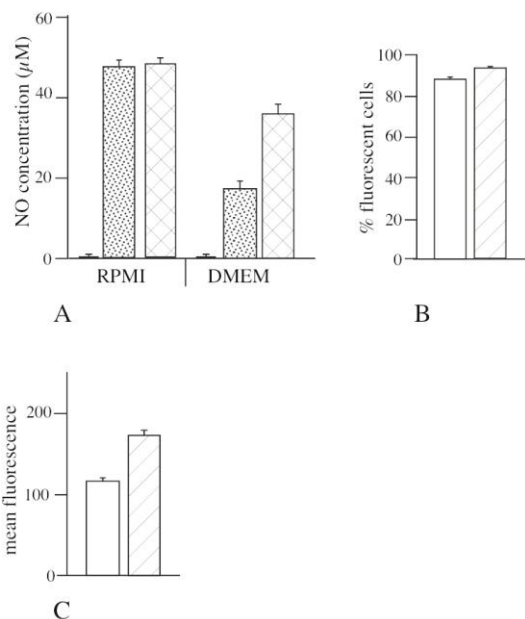 NO concentration (µM)
60
40
20
0
RPMI
DMEM
A
% fluorescent cells
100
80
60
40
20
0
B
mean fluorescence
200
100
0
C